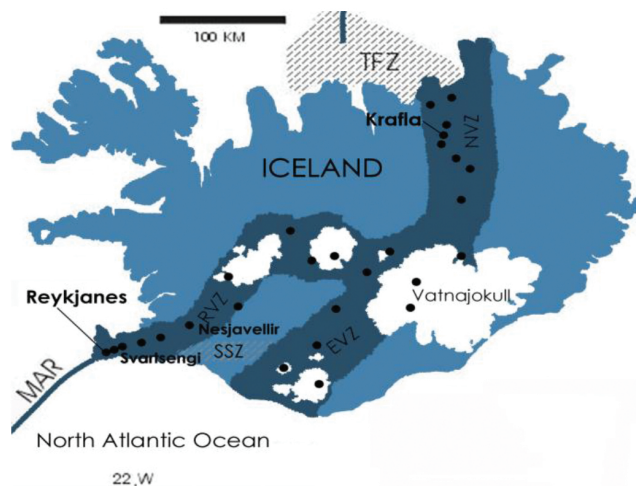 100 KM
TFZ
Krafla
NVZ
ICELAND
Reykjanes
RVZ
Vatnajokull
Nesjavellir
Svartsengi
SSZ
EVZ
MAR
North Atlantic Ocean
22 W